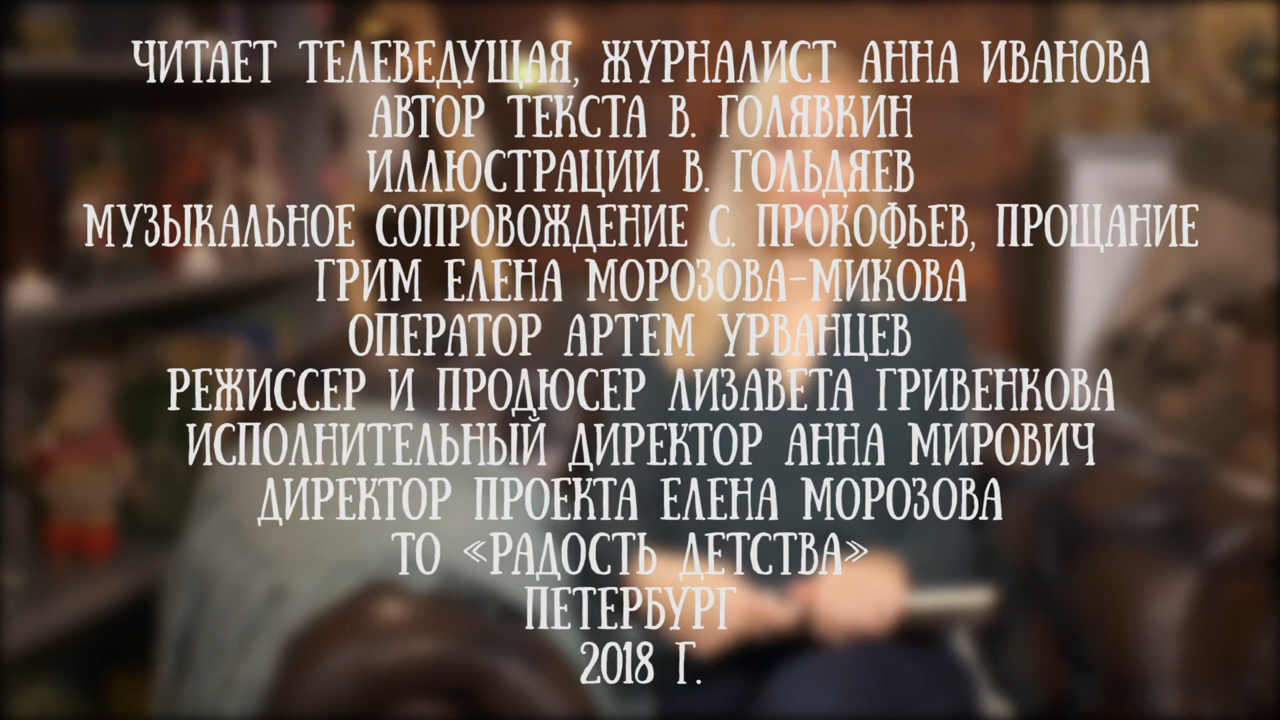 ЧИТАЕТ ТЕЛЕВЕДУЩАЯ, ЖУРНАЛИСТ АННА ИВАНОВА
АВТОР ТЕКСТА В. ГОЛЯВКИН
ИЛЛЮСТРАЦИИ В. ГОЛЬДЯЕВ
МУЗЫКАЛЬНОЕ СОПРОВОЖДЕНИЕ С. ПРОКОФЬЕВ, ПРОЩАНИЕ
ГРИМ ЕЛЕНА МОРОЗОВА-МИКОВА
ОПЕРАТОР АРТЕМ УРВАНЦЕВ
РЕЖИССЕР И ПРОДЮСЕР ЛИЗАВЕТА ГРИВЕНКОВА
ИСПОЛНИТЕЛЬНЫЙ ДИРЕКТОР АННА МИРОВИЧ
ДИРЕКТОР ПРОЕКТА ЕЛЕНА МОРОЗОВА
ТО «РАДОСТЬ ДЕТСТВА»
ПЕТЕРБУРГ
2018 Г.